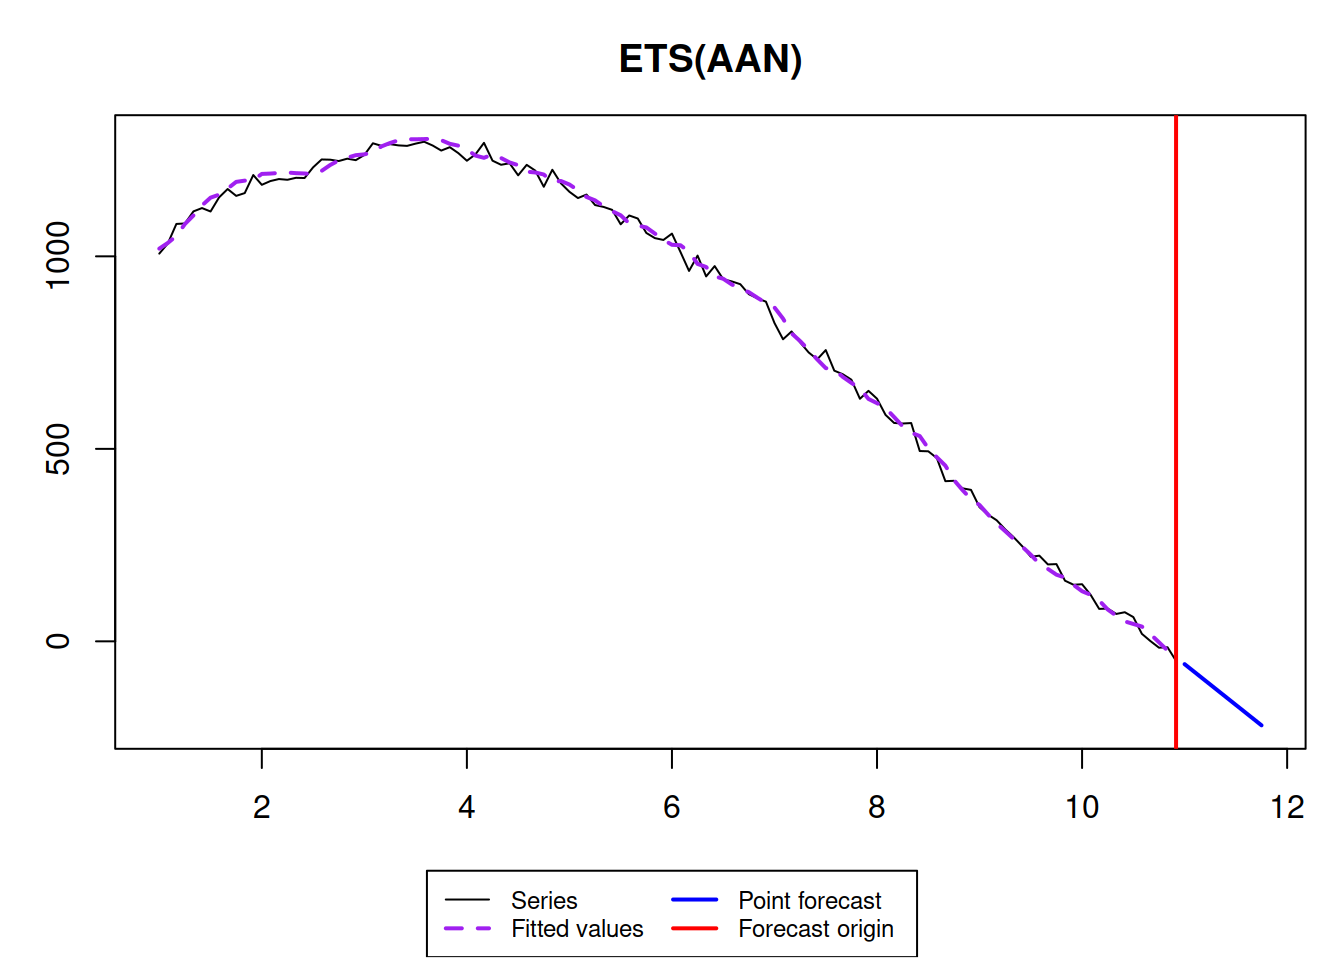 ETS(AAN)
1000
500
0
2 4 6 8 10 12
Series Point forecast
Fitted values Forecast origin